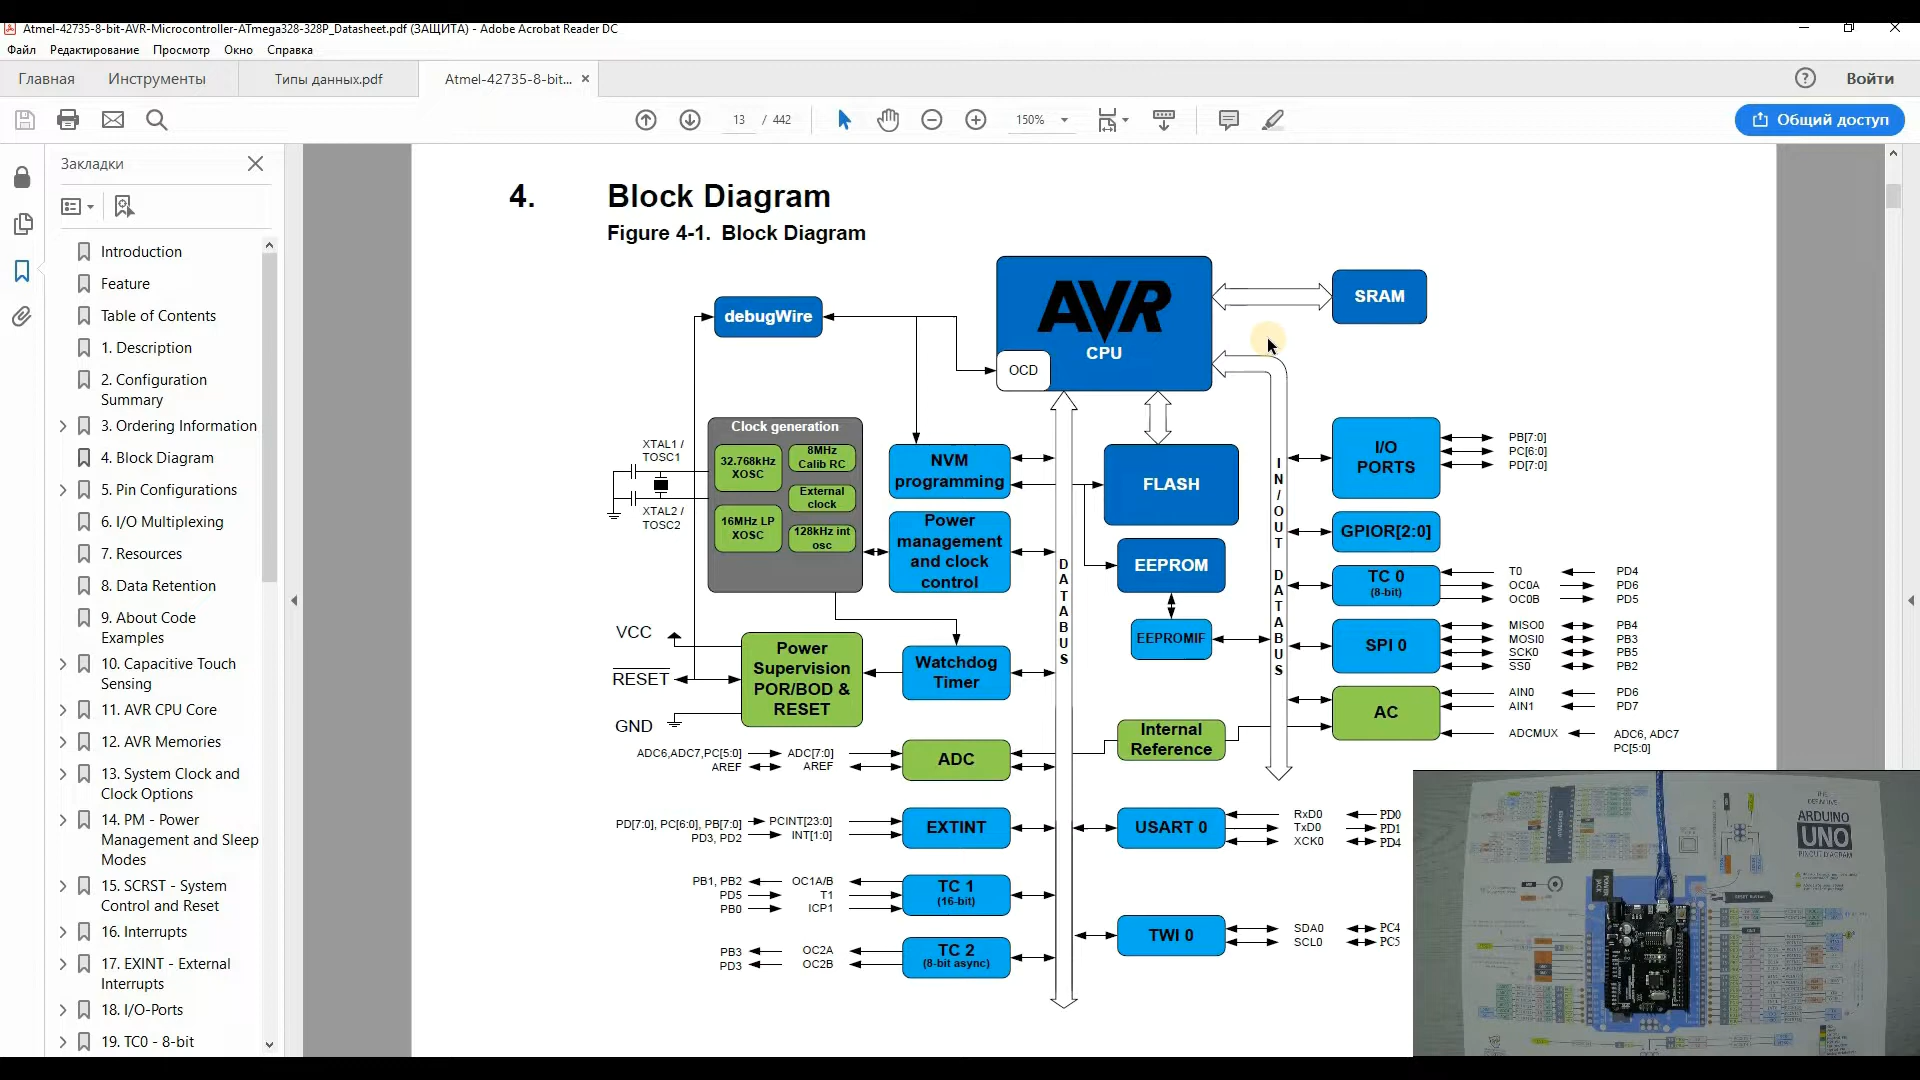 Atmel-42735-8-bit-AVR-Microcontroller-ATmega328-328P_Datasheet.pdf (ЗАЩИТА) - Adobe Acrobat Reader DC
Файл Редактирование Просмотр Окно Справка
Главная Инструменты Типы данных.pdf Atmel-42735-8-bit... × Войти
13 / 442 150% Общий доступ
Закладки
Introduction
Feature
Table of Contents
1. Description
2. Configuration
Summary
3. Ordering Information
4. Block Diagram
5. Pin Configurations
6. I/O Multiplexing
7. Resources
8. Data Retention
9. About Code
Examples
10. Capacitive Touch
Sensing
11. AVR CPU Core
12. AVR Memories
13. System Clock and
Clock Options
14. PM - Power
Management and Sleep
Modes
15. SCRST - System
Control and Reset
16. Interrupts
17. EXINT - External
Interrupts
18. I/O-Ports
19. TC0 - 8-bit
4. Block Diagram
Figure 4-1. Block Diagram
AVR
CPU
OCD
SRAM
debugWire
Clock generation
XTAL1 /
TOSC1
XTAL2 /
TOSC2
32.768kHz
XOSC
8MHz
Calib RC
External
clock
16MHz LP
XOSC
128kHz int
osc
NVM
programming
Power
management
and clock
control
FLASH
EEPROM
EEPROMIF
DATABUS
IN/OUT DATABUS
I/O
PORTS
PB[7:0]
PC[6:0]
PD[7:0]
GPIOR[2:0]
TC 0
(8-bit)
T0 PD4
OC0A PD6
OC0B PD5
SPI 0
MISO0 PB4
MOSI0 PB3
SCK0 PB5
SS0 PB2
AC
AIN0 PD6
AIN1 PD7
ADCMUX ADC6, ADC7
PC[5:0]
VCC
RESET
GND
Power
Supervision
POR/BOD &
RESET
Watchdog
Timer
Internal
Reference
ADC6,ADC7,PC[5:0] ADC[7:0]
AREF AREF
ADC
PD[7:0], PC[6:0], PB[7:0] PCINT[23:0]
PD3, PD2 INT[1:0]
EXTINT
USART 0
RxD0 PD0
TxD0 PD1
XCK0 PD4
PB1, PB2 OC1A/B
PD5 T1
PB0 ICP1
TC 1
(16-bit)
TWI 0
SDA0 PC4
SCL0 PC5
PB3 OC2A
PD3 OC2B
TC 2
(8-bit async)
THE
DEFINITIVE
ARDUINO
UNO
PINOUT DIAGRAM
POWER
JACK
RESET BUTTON